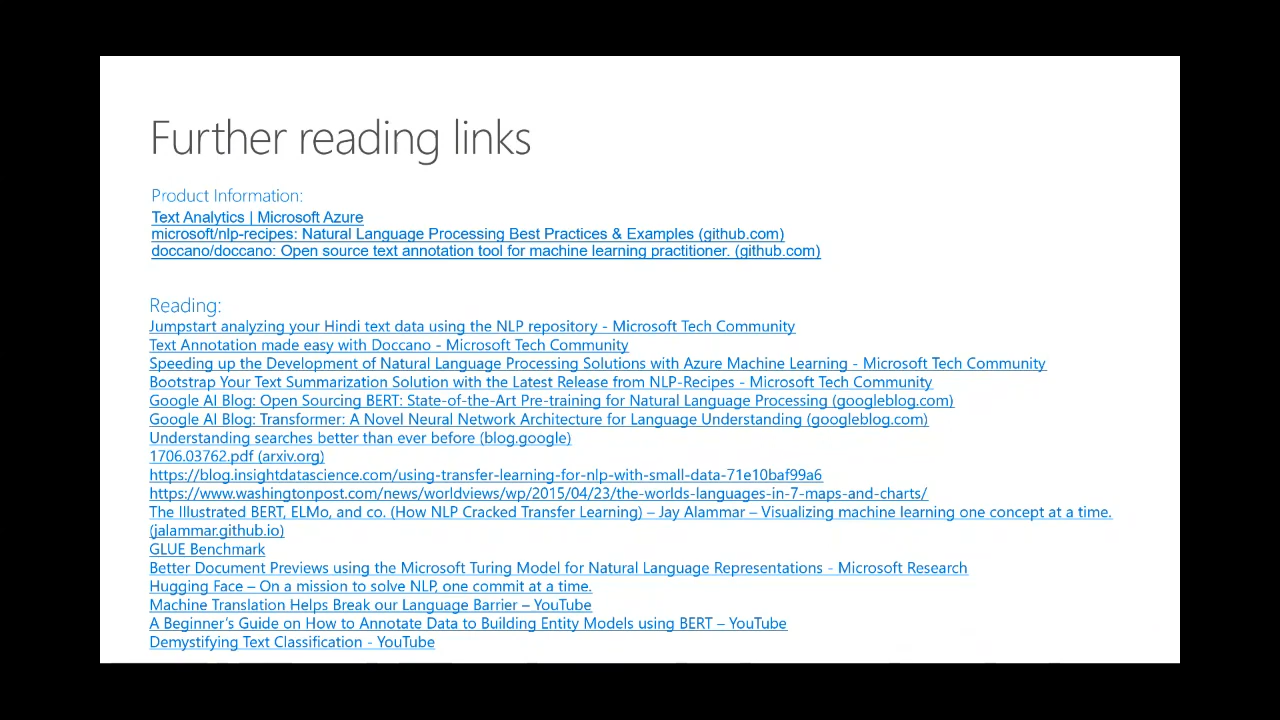 Further reading links
Product Information:
Text Analytics | Microsoft Azure
microsoft/nlp-recipes: Natural Language Processing Best Practices & Examples (github.com)
doccano/doccano: Open source text annotation tool for machine learning practitioner. (github.com)
Reading:
Jumpstart analyzing your Hindi text data using the NLP repository - Microsoft Tech Community
Text Annotation made easy with Doccano - Microsoft Tech Community
Speeding up the Development of Natural Language Processing Solutions with Azure Machine Learning - Microsoft Tech Community
Bootstrap Your Text Summarization Solution with the Latest Release from NLP-Recipes - Microsoft Tech Community
Google AI Blog: Open Sourcing BERT: State-of-the-Art Pre-training for Natural Language Processing (googleblog.com)
Google AI Blog: Transformer: A Novel Neural Network Architecture for Language Understanding (googleblog.com)
Understanding searches better than ever before (blog.google)
1706.03762.pdf (arxiv.org)
https://blog.insightdatascience.com/using-transfer-learning-for-nlp-with-small-data-71e10baf99a6
https://www.washingtonpost.com/news/worldviews/wp/2015/04/23/the-worlds-languages-in-7-maps-and-charts/
The Illustrated BERT, ELMo, and co. (How NLP Cracked Transfer Learning) – Jay Alammar – Visualizing machine learning one concept at a time.
(jalammar.github.io)
GLUE Benchmark
Better Document Previews using the Microsoft Turing Model for Natural Language Representations - Microsoft Research
Hugging Face – On a mission to solve NLP, one commit at a time.
Machine Translation Helps Break our Language Barrier – YouTube
A Beginner's Guide on How to Annotate Data to Building Entity Models using BERT – YouTube
Demystifying Text Classification - YouTube